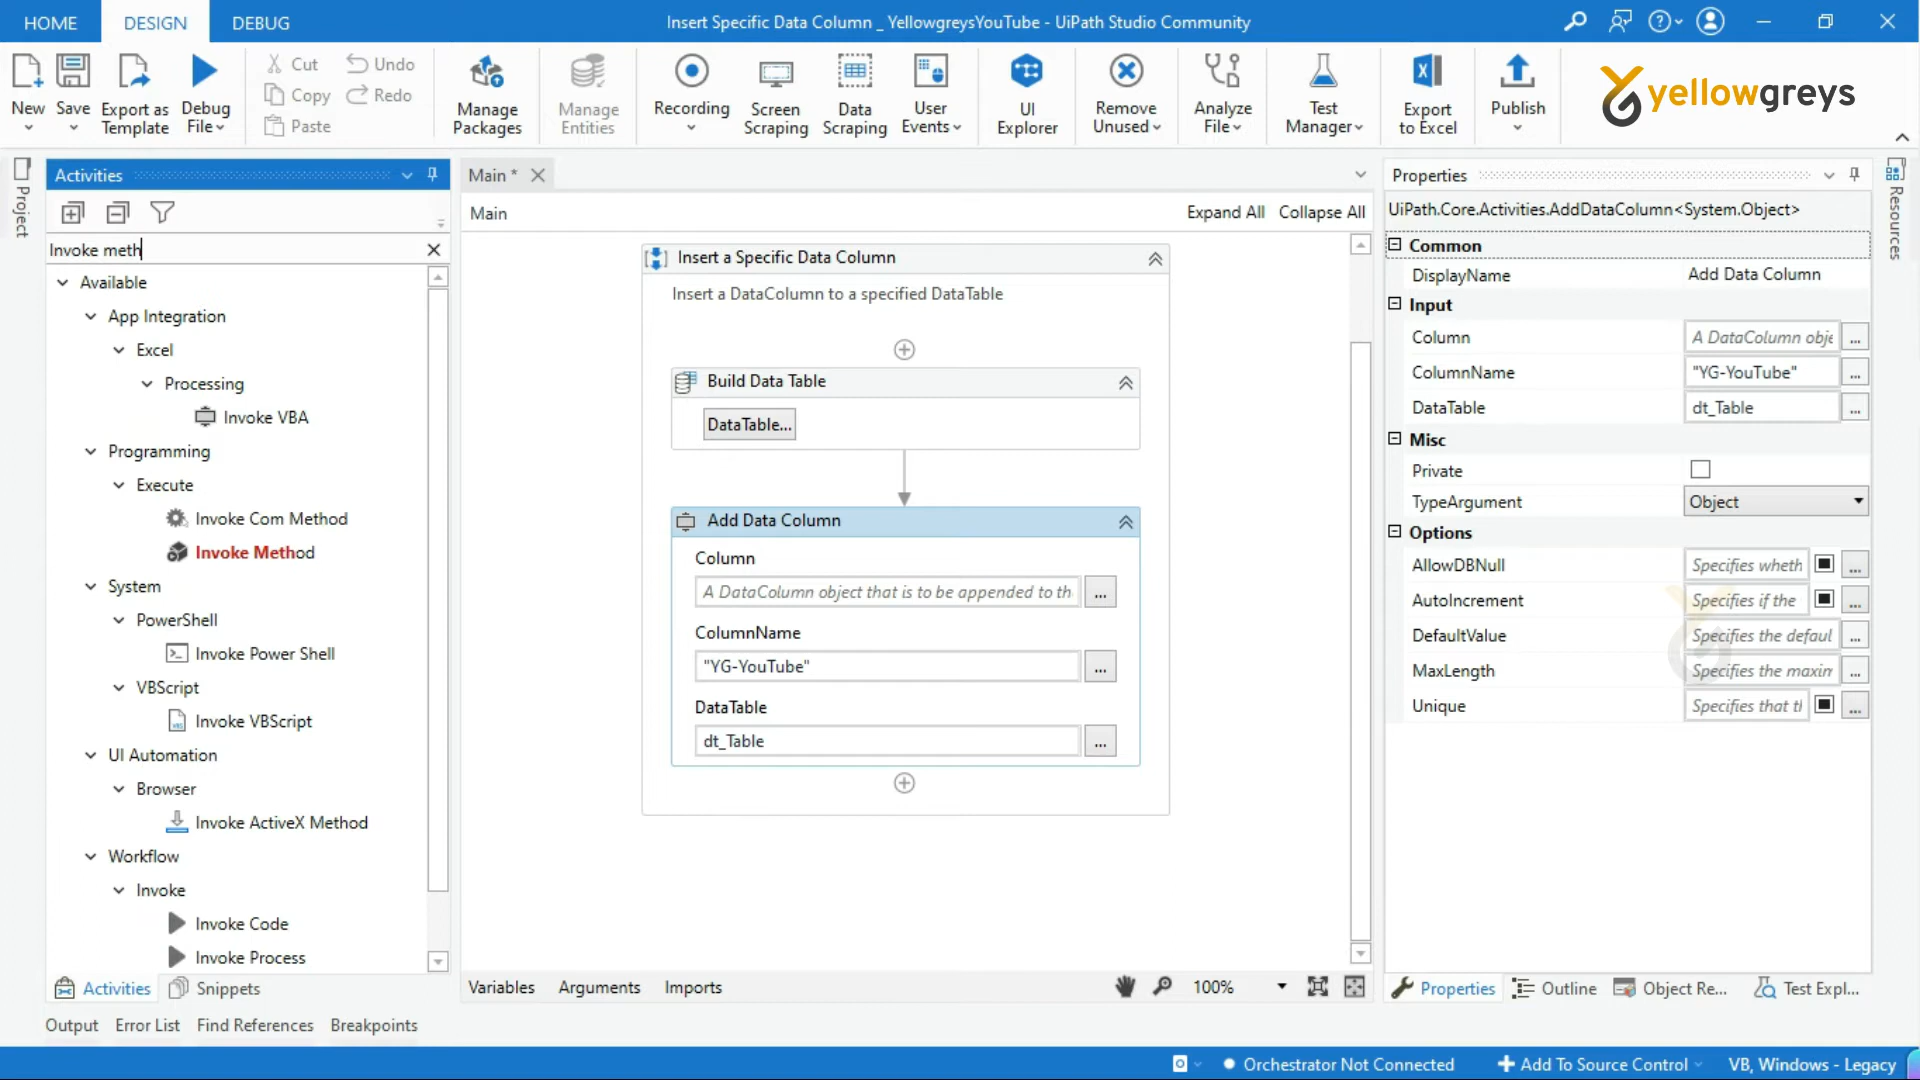 HOME DESIGN DEBUG Insert Specific Data Column _ YellowgreysYouTube - UiPath Studio Community
New
Save
Export as
Template
Debug
File
Cut
Copy
Paste
Undo
Redo
Manage
Packages
Manage
Entities
Recording
Screen
Scraping
Data
Scraping
User
Events
UI
Explorer
Remove
Unused
Analyze
File
Test
Manager
Export
to Excel
Publish
yellowgreys
Project
Activities
Invoke meth
Available
App Integration
Excel
Processing
Invoke VBA
Programming
Execute
Invoke Com Method
Invoke Method
System
PowerShell
Invoke Power Shell
VBScript
Invoke VBScript
UI Automation
Browser
Invoke ActiveX Method
Workflow
Invoke
Invoke Code
Invoke Process
Activities Snippets
Main *
Main Expand All Collapse All
Insert a Specific Data Column
Insert a DataColumn to a specified DataTable
Build Data Table
DataTable...
Add Data Column
Column
A DataColumn object that is to be appended to th
...
ColumnName
"YG-YouTube"
...
DataTable
dt_Table
...
Variables Arguments Imports 100%
Properties
UiPath.Core.Activities.AddDataColumn<System.Object>
Common
DisplayName Add Data Column
Input
Column A DataColumn obje ...
ColumnName "YG-YouTube" ...
DataTable dt_Table ...
Misc
Private
TypeArgument Object
Options
AllowDBNull Specifies wheth ...
AutoIncrement Specifies if the ...
DefaultValue Specifies the defaul ...
MaxLength Specifies the maxim ...
Unique Specifies that th ...
Properties Outline Object Re... Test Expl...
Resources
Output Error List Find References Breakpoints
Orchestrator Not Connected Add To Source Control VB, Windows - Legacy